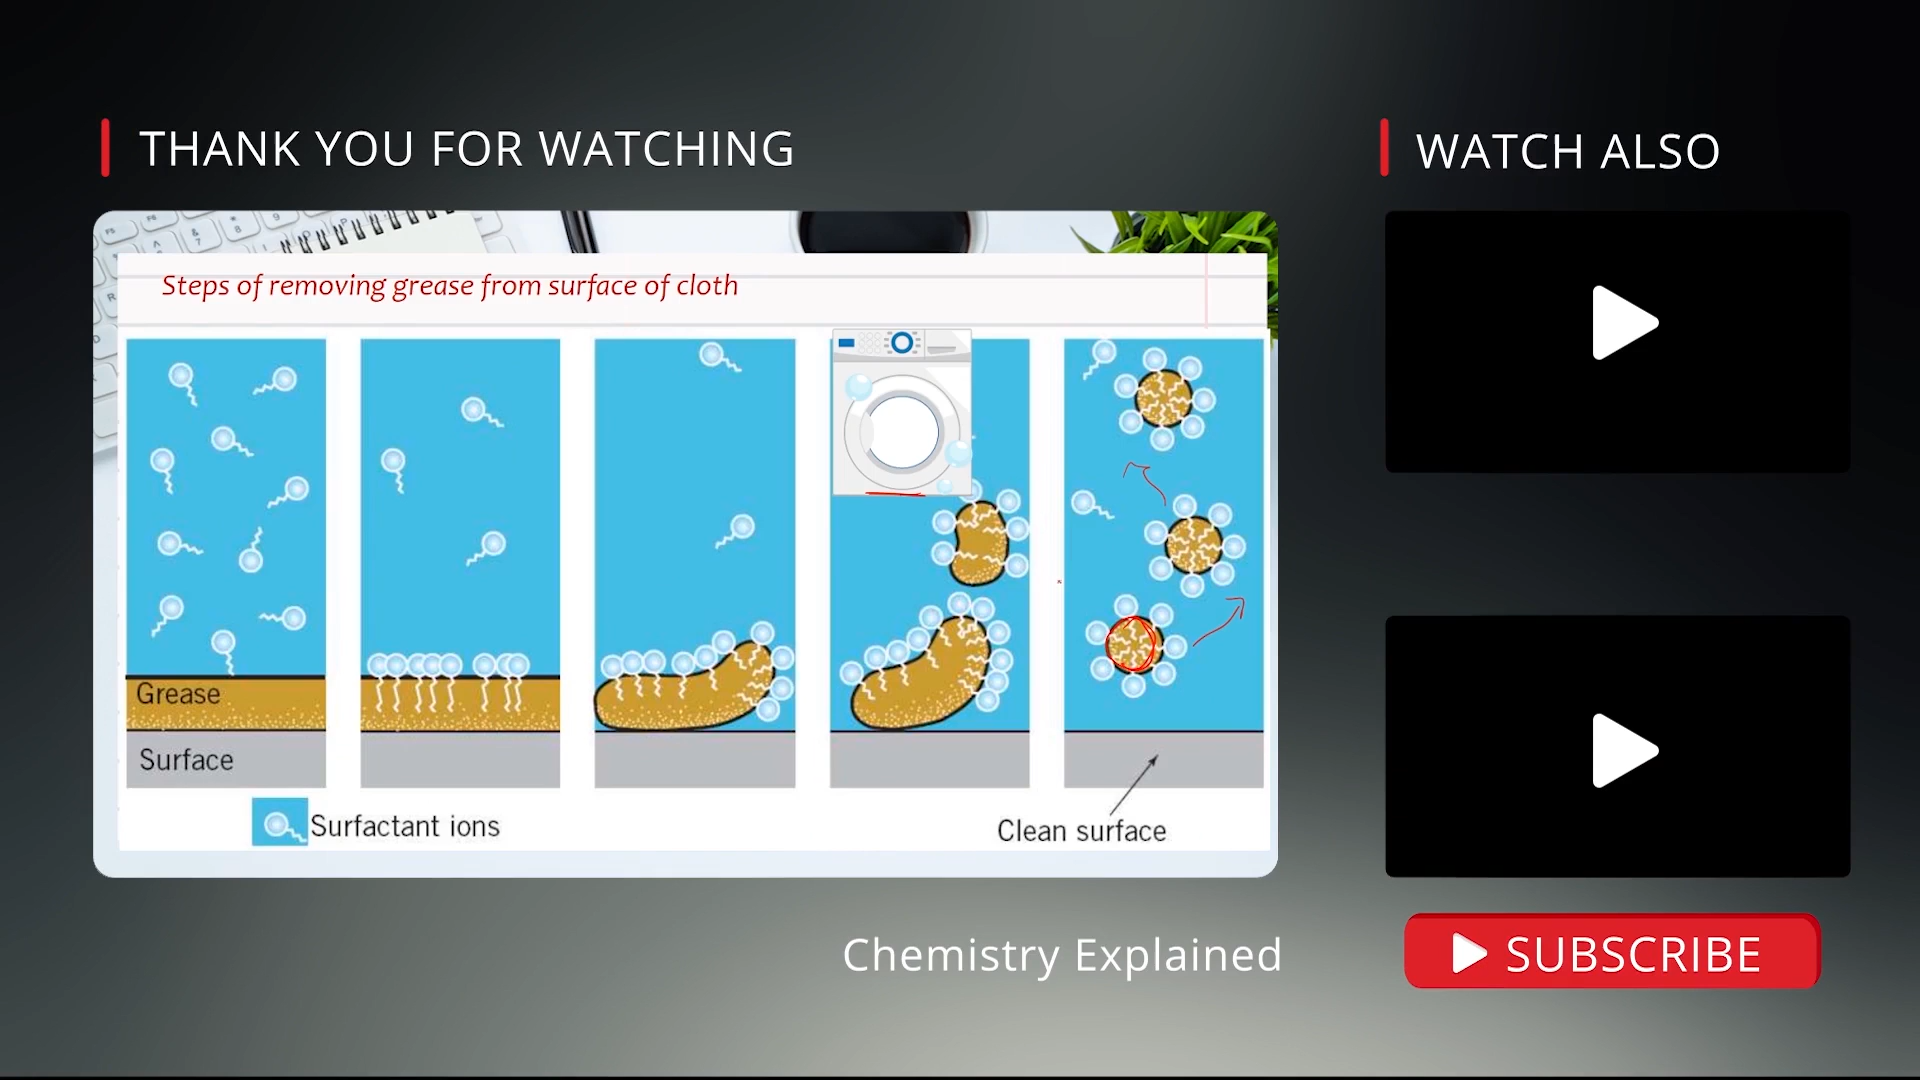 THANK YOU FOR WATCHING
WATCH ALSO
Steps of removing grease from surface of cloth
Grease
Surface
Surfactant ions
Clean surface
Chemistry Explained
SUBSCRIBE